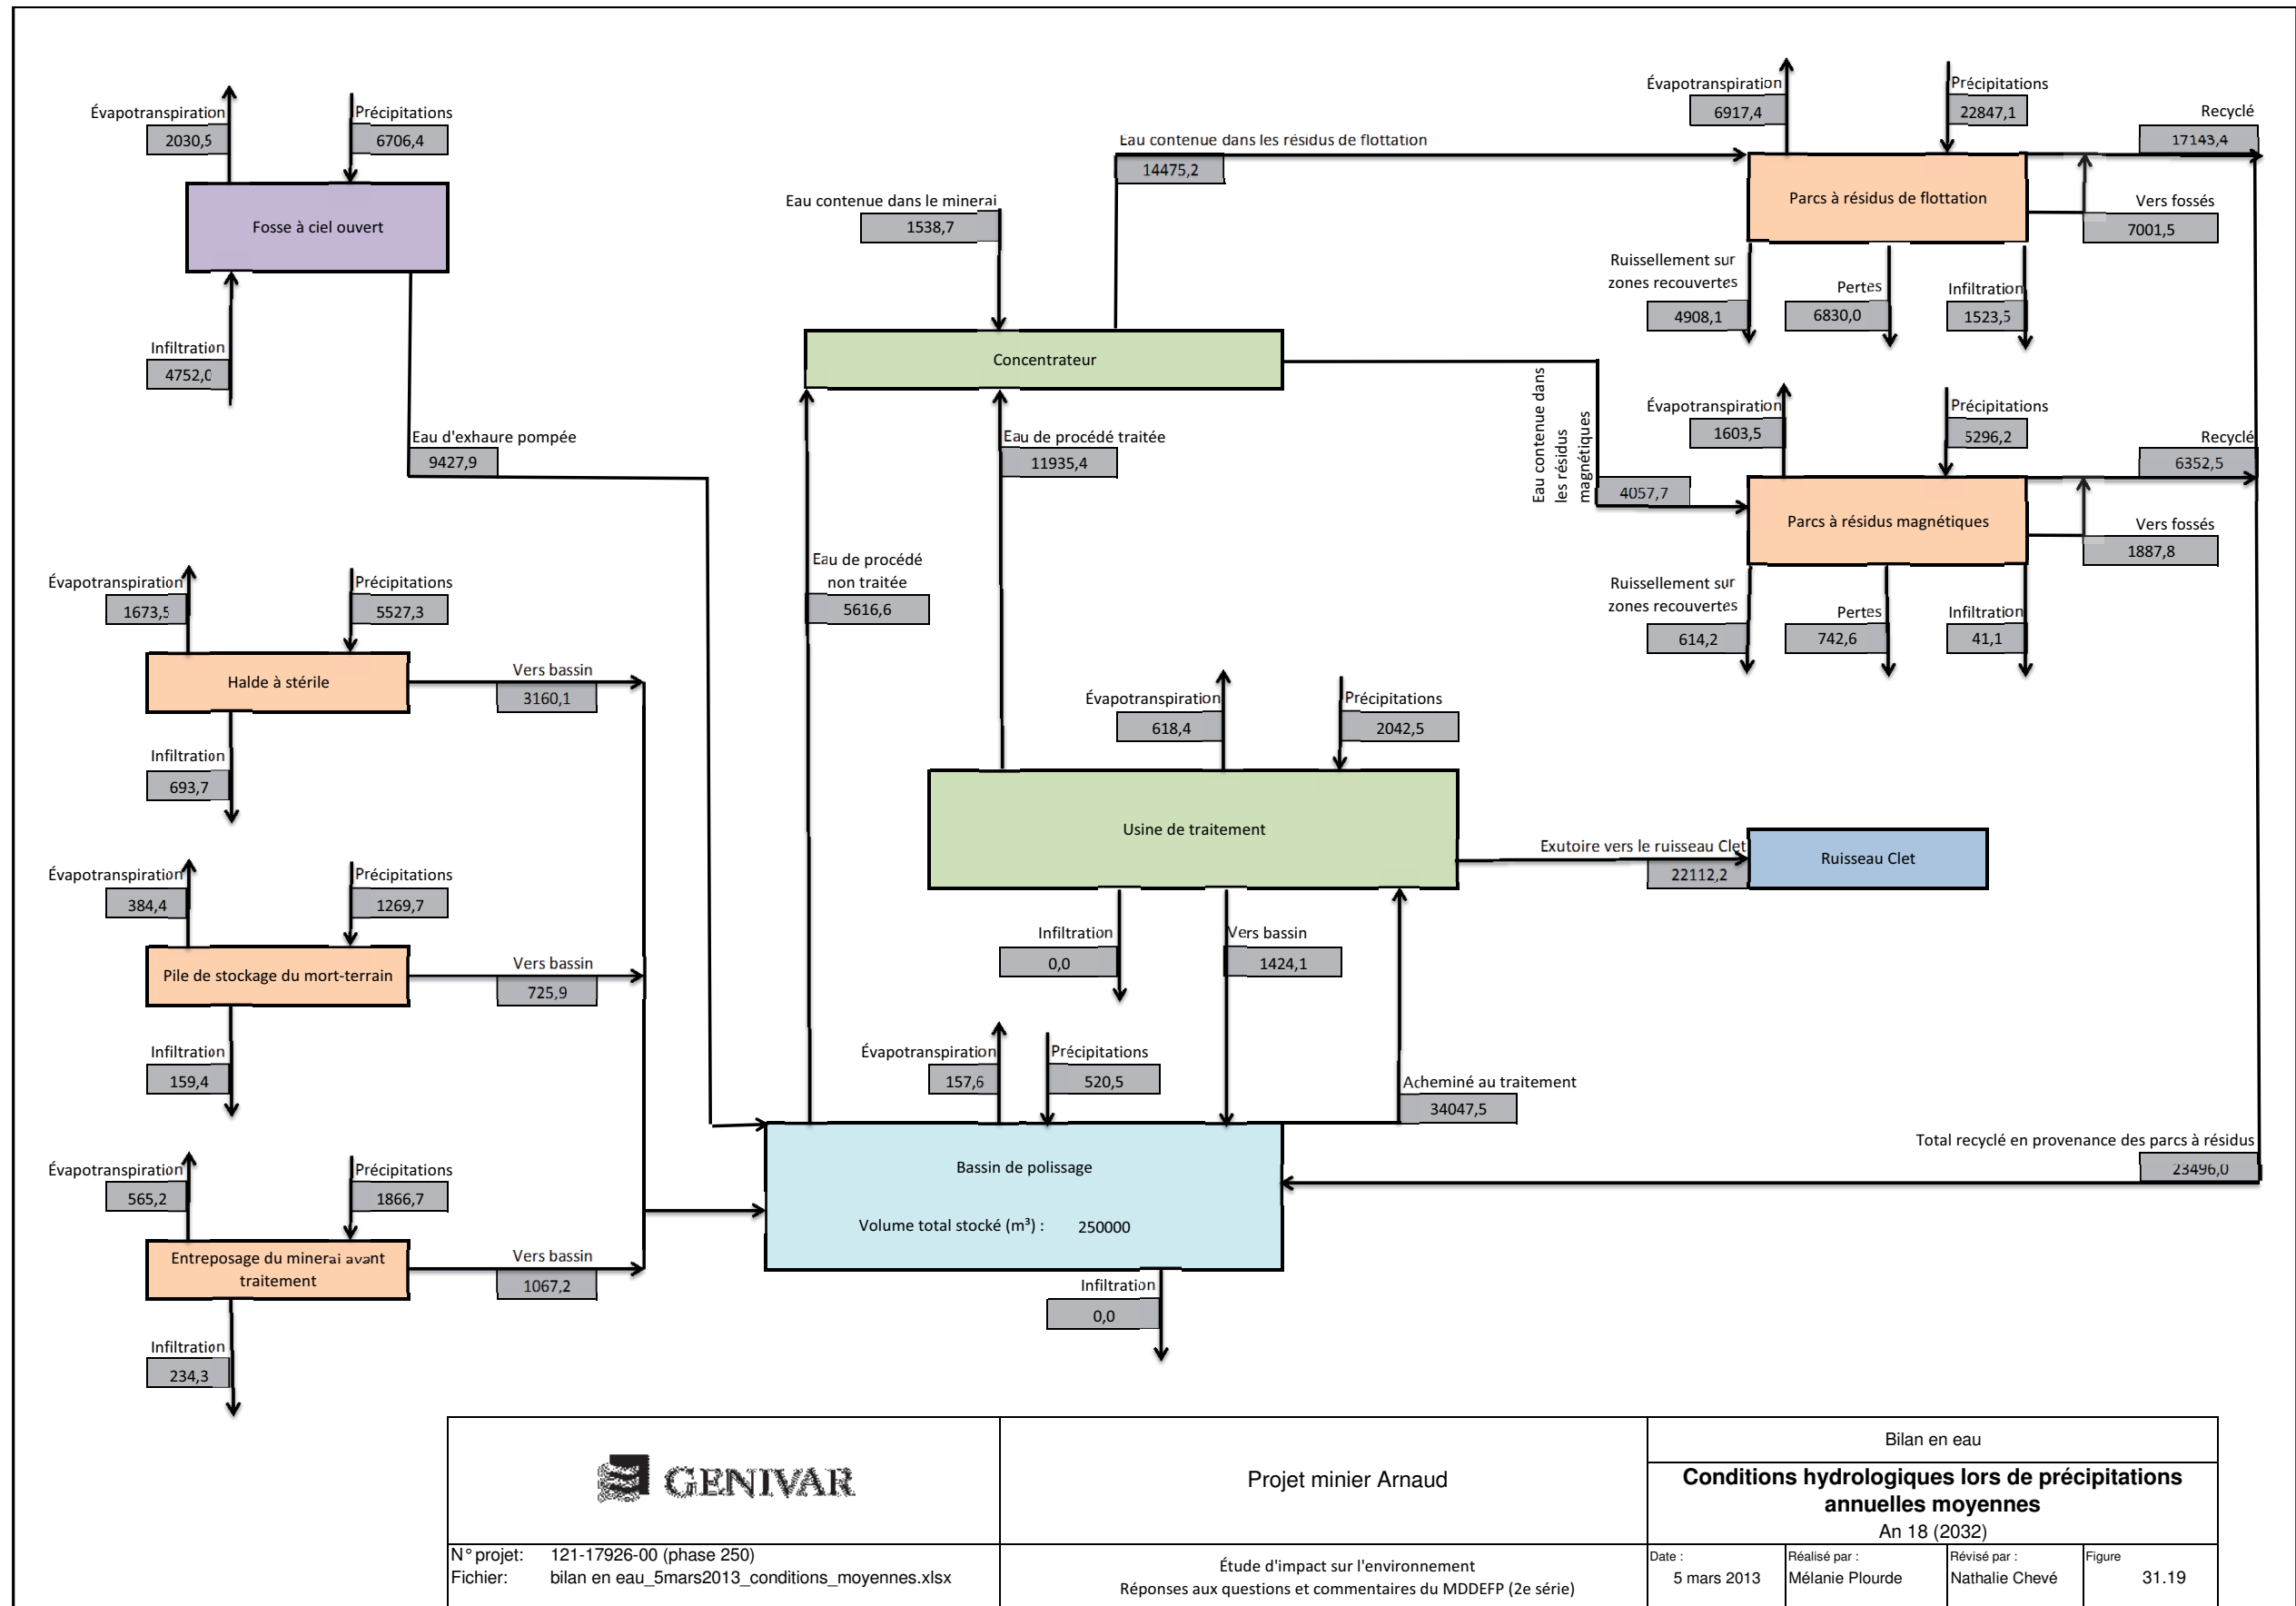 Évapotranspiration
2030,5
Précipitations
6706,4
Fosse à ciel ouvert
Infiltration
4752,0
Eau d'exhaure pompée
9427,9
Évapotranspiration
1673,5
Précipitations
5527,3
Halde à stérile
Vers bassin
3160,1
Infiltration
693,7
Évapotranspiration
384,4
Précipitations
1269,7
Pile de stockage du mort-terrain
Vers bassin
725,9
Infiltration
159,4
Évapotranspiration
565,2
Précipitations
1866,7
Entreposage du minerai avant
traitement
Vers bassin
1067,2
Infiltration
234,3
Eau contenue dans les résidus de flottation
14475,2
Eau contenue dans le minerai
1538,7
Concentrateur
Eau de procédé traitée
11935,4
Eau de procédé
non traitée
5616,6
Eau contenue dans
les résidus
magnétiques
4057,7
Évapotranspiration
618,4
Précipitations
2042,5
Usine de traitement
Exutoire vers le ruisseau Clet
22112,2
Ruisseau Clet
Infiltration
0,0
Vers bassin
1424,1
Évapotranspiration
157,6
Précipitations
520,5
Acheminé au traitement
34047,5
Bassin de polissage
Volume total stocké (m³) : 250000
Infiltration
0,0
Évapotranspiration
6917,4
Précipitations
22847,1
Recyclé
17143,4
Parcs à résidus de flottation
Vers fossés
7001,5
Ruissellement sur
zones recouvertes
4908,1
Pertes
6830,0
Infiltration
1523,5
Évapotranspiration
1603,5
Précipitations
5296,2
Recyclé
6352,5
Parcs à résidus magnétiques
Vers fossés
1887,8
Ruissellement sur
zones recouvertes
614,2
Pertes
742,6
Infiltration
41,1
Total recyclé en provenance des parcs à résidus
23496,0
GENIVAR
N° projet: 121-17926-00 (phase 250)
Fichier: bilan en eau_5mars2013_conditions_moyennes.xlsx
Projet minier Arnaud
Étude d'impact sur l'environnement
Réponses aux questions et commentaires du MDDEFP (2e série)
Bilan en eau
Conditions hydrologiques lors de précipitations
annuelles moyennes
An 18 (2032)
Date :
5 mars 2013
Réalisé par :
Mélanie Plourde
Révisé par :
Nathalie Chevé
Figure
31.19